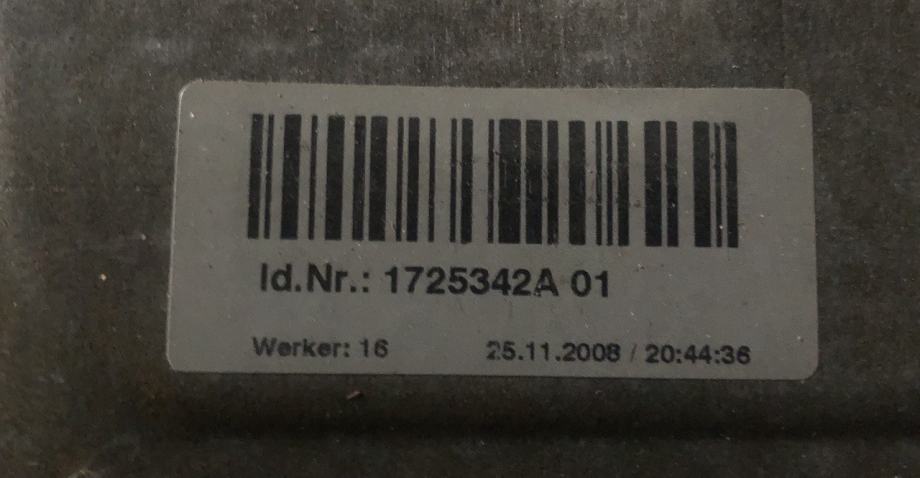 Id.Nr.: 1725342A 01
Werker: 16 25.11.2008 / 20:44:36